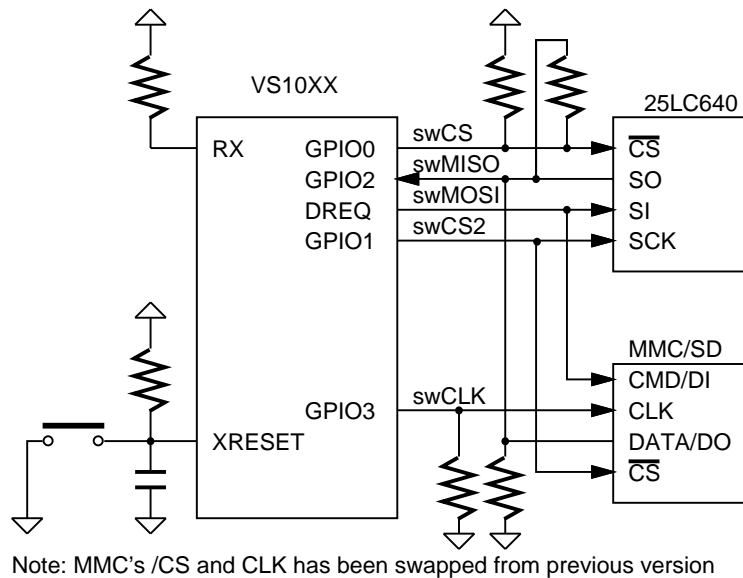 VS10XX
25LC640
RX
GPIO0
swCS
CS
GPIO2
swMISO
SO
DREQ
swMOSI
SI
GPIO1
swCS2
SCK
MMC/SD
CMD/DI
GPIO3
swCLK
CLK
XRESET
DATA/DO
CS
Note: MMC's /CS and CLK has been swapped from previous version